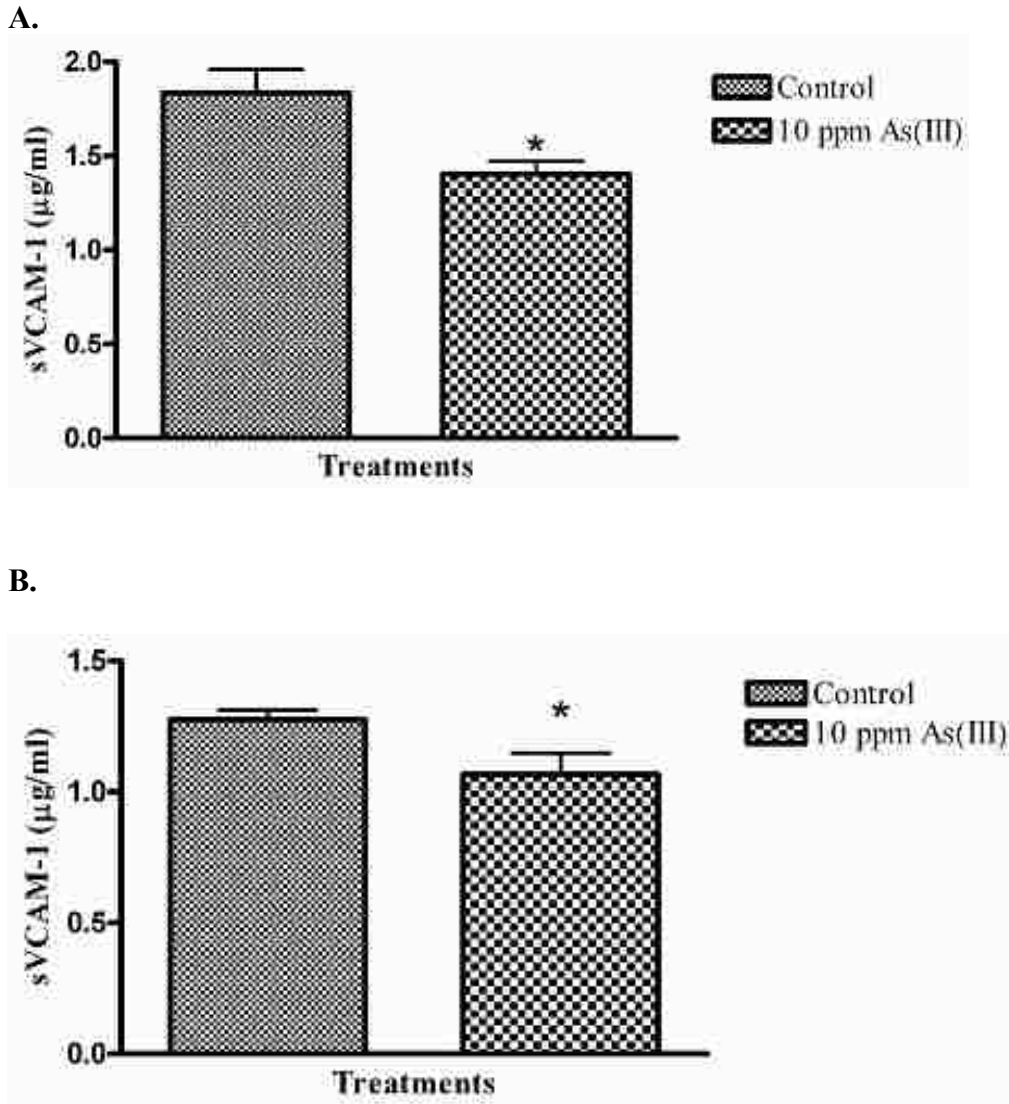 A.
2.0
1.5
1.0
0.5
0.0
sVCAM-1 (µg/ml)
*
Treatments
Control
10 ppm As(III)
B.
1.5
1.0
0.5
0.0
sVCAM-1 (µg/ml)
*
Treatments
Control
10 ppm As(III)